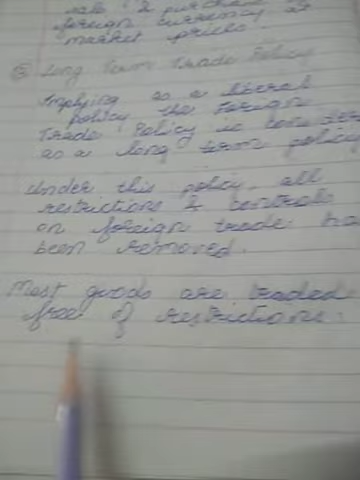 sale & purchase
foreign currency at
market prices.
⑤ Long Term Trade Policy
Implying as a liberal
policy, the Foreign
Trade Policy is
as a long term policy
Under this policy, all
restrictions & controls
on foreign trade ha
been removed.
Most goods are traded
free of restrictions.